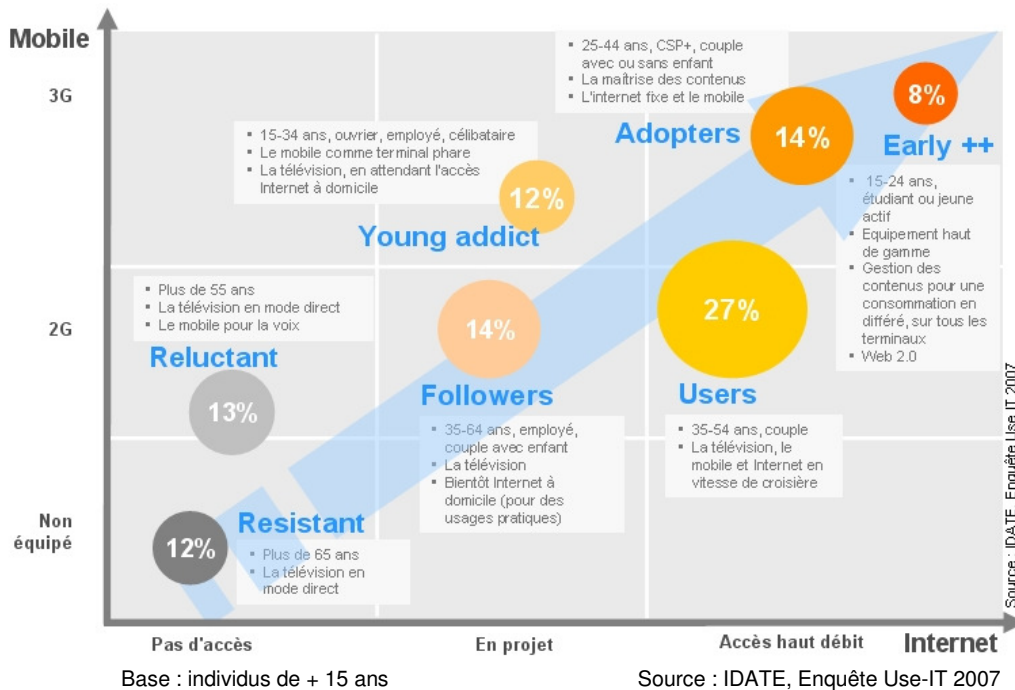 Mobile
3G
2G
Non
équipé
25-44 ans, CSP+, couple
avec ou sans enfant
La maîtrise des contenus
L'internet fixe et le mobile
Adopters
14%
8%
Early ++
15-24 ans,
étudiant ou jeune
actif
Equipement haut
de gamme
Gestion des
contenus pour une
consommation en
différé, sur tous les
terminaux
Web 2.0
15-34 ans, ouvrier, employé, célibataire
Le mobile comme terminal phare
La télévision, en attendant l'accès
Internet à domicile
12%
Young addict
Plus de 55 ans
La télévision en mode direct
Le mobile pour la voix
Reluctant
13%
14%
Followers
35-64 ans, employé,
couple avec enfant
La télévision
Bientôt Internet à
domicile (pour des
usages pratiques)
27%
Users
35-54 ans, couple
La télévision, le
mobile et Internet en
vitesse de croisière
12%
Resistant
Plus de 65 ans
La télévision en
mode direct
Source : IDATE, Enquête Use IT 2007
Pas d'accès
En projet
Accès haut débit
Internet
Base : individus de + 15 ans
Source : IDATE, Enquête Use-IT 2007